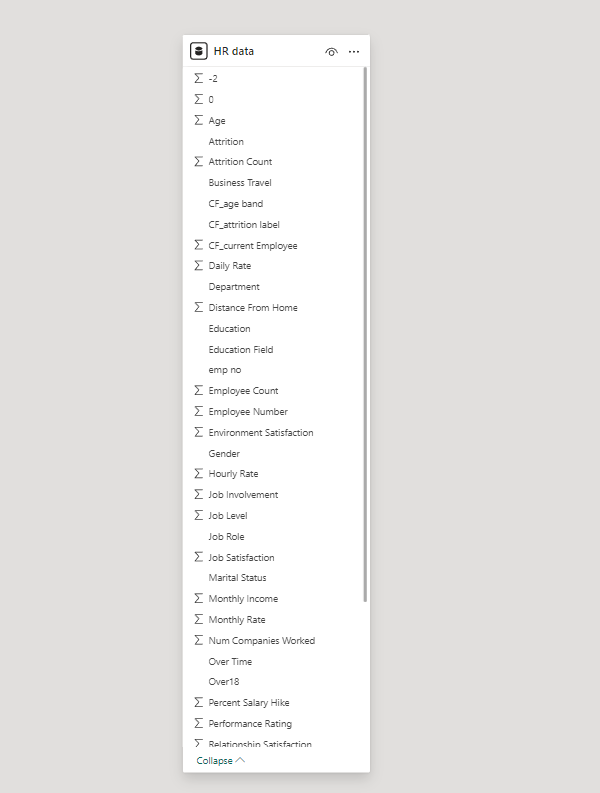 HR data
-2
0
Age
Attrition
Attrition Count
Business Travel
CF_age band
CF_attrition label
CF_current Employee
Daily Rate
Department
Distance From Home
Education
Education Field
emp no
Employee Count
Employee Number
Environment Satisfaction
Gender
Hourly Rate
Job Involvement
Job Level
Job Role
Job Satisfaction
Marital Status
Monthly Income
Monthly Rate
Num Companies Worked
Over Time
Over18
Percent Salary Hike
Performance Rating
Relationship Satisfaction
Collapse